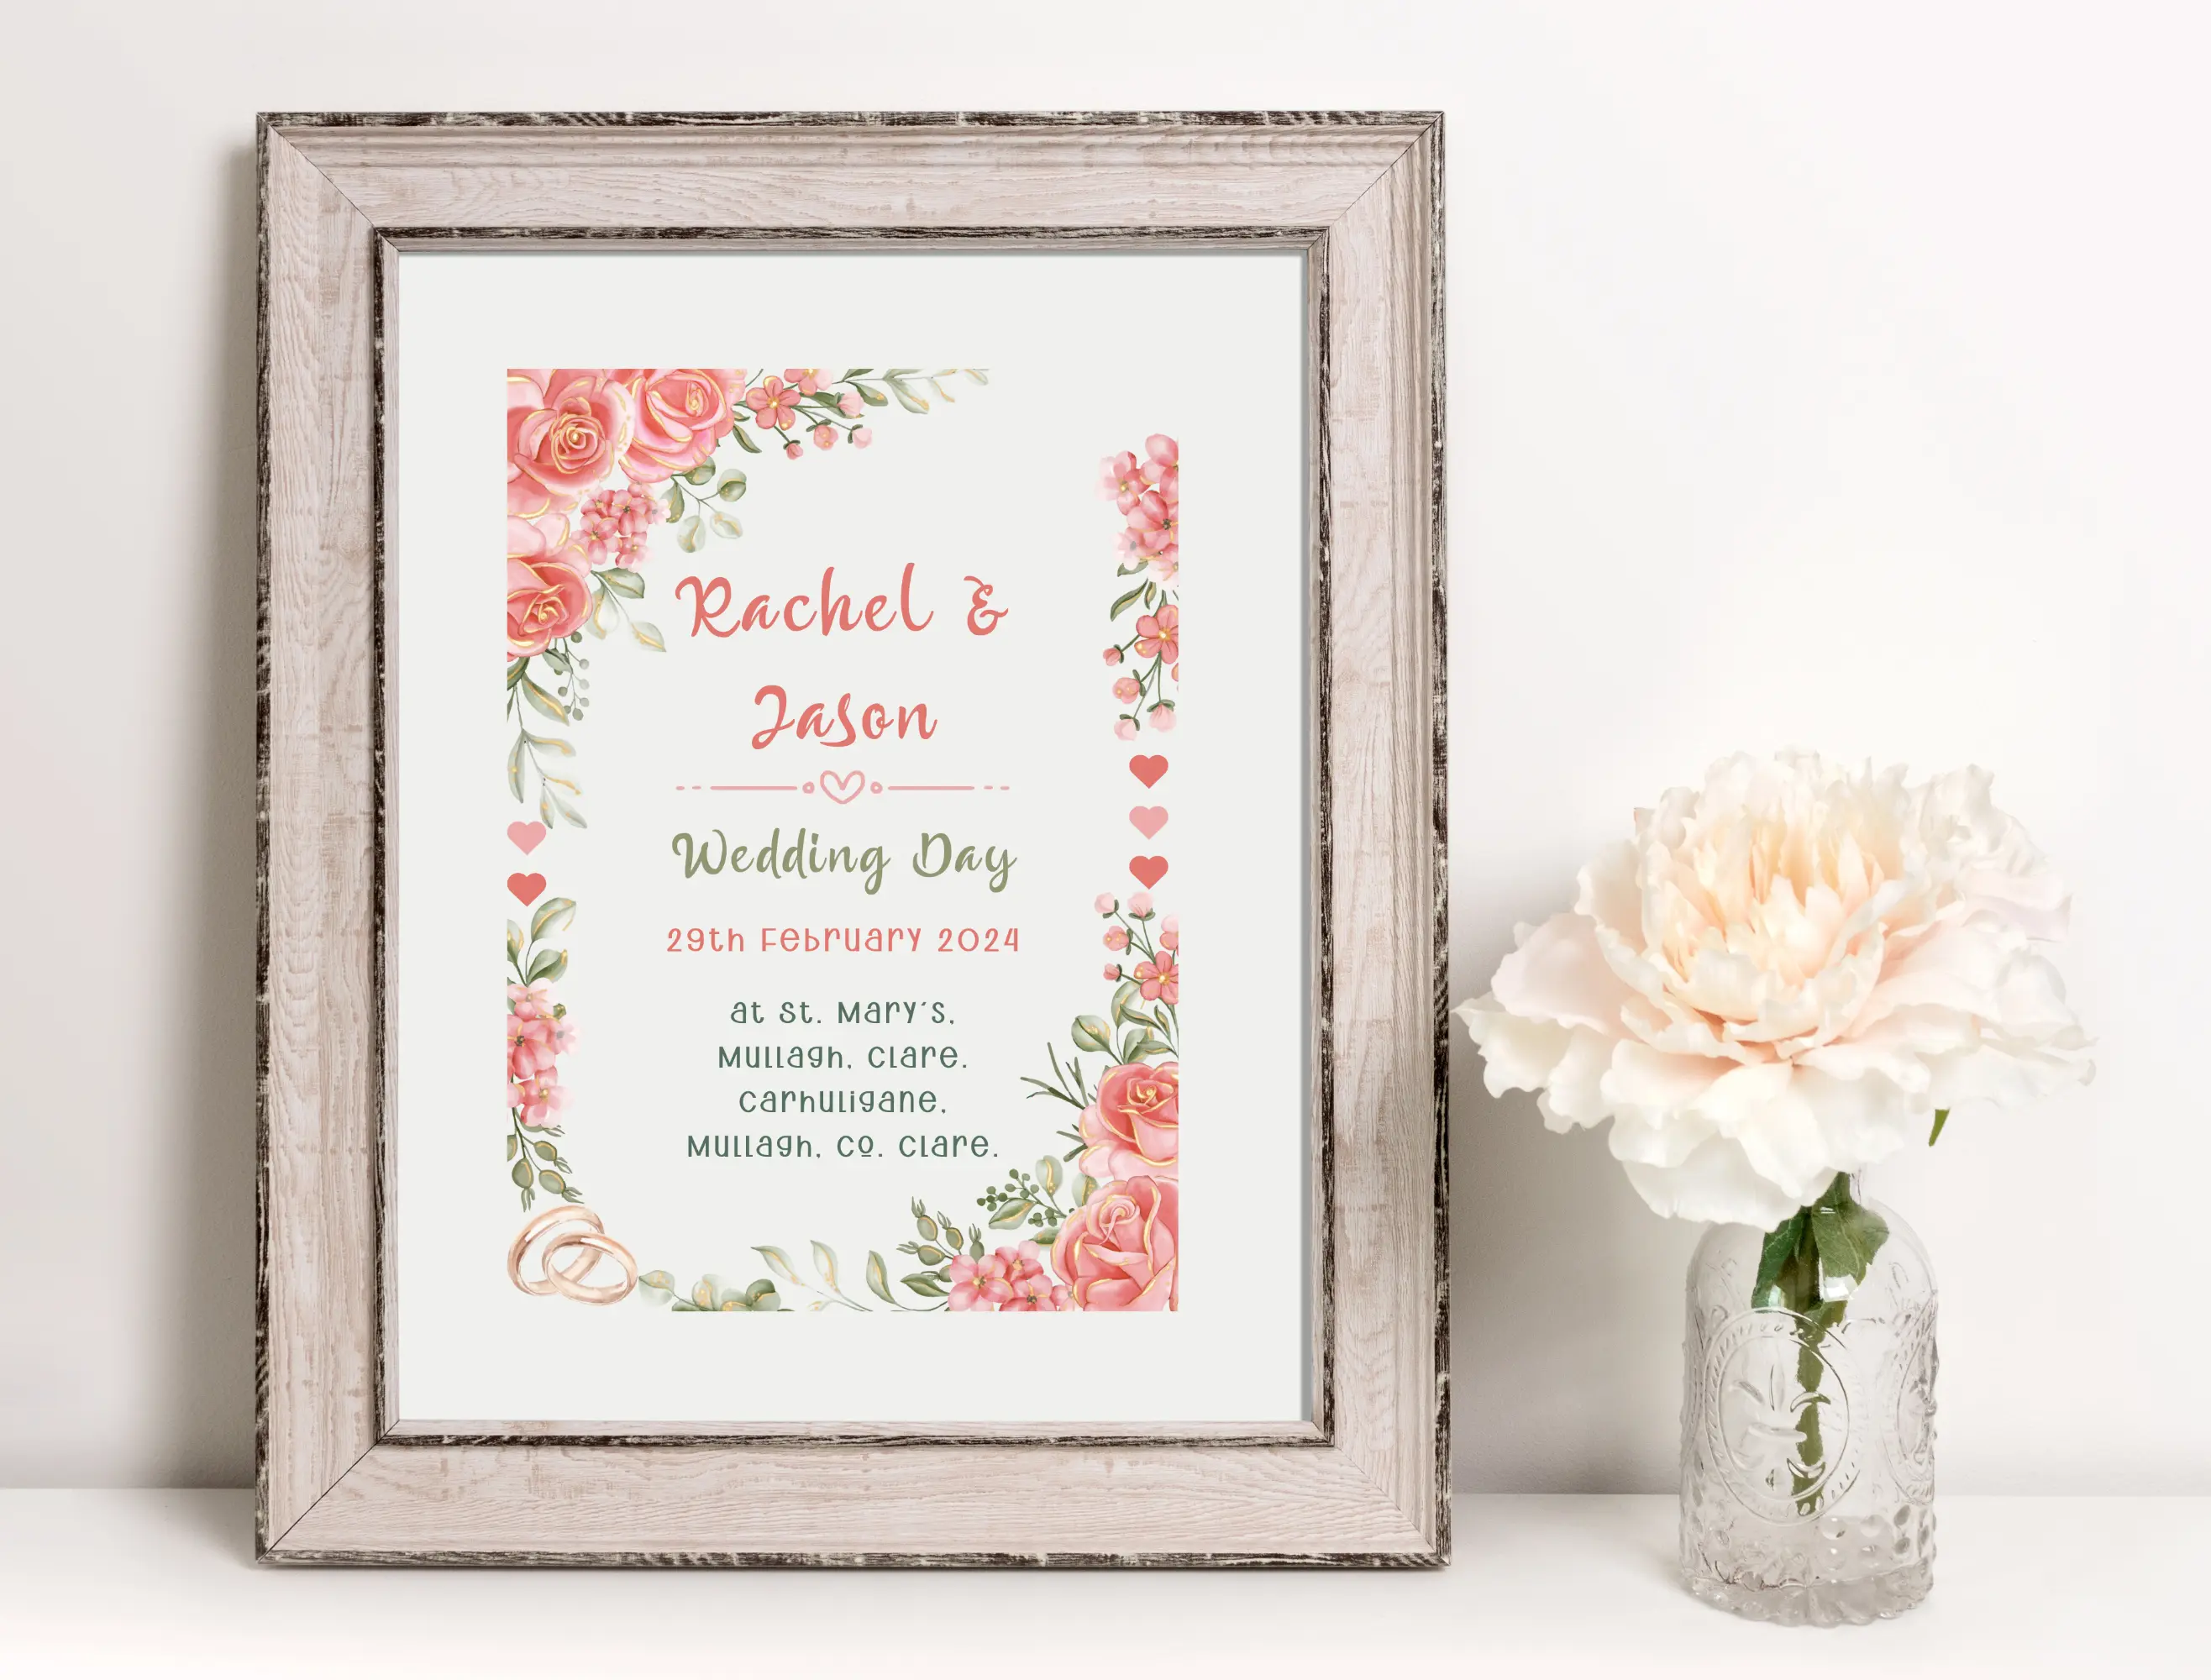 Rachel &
Jason
Wedding Day
29th February 2024
at St. Mary's,
Mullagh, Clare.
Carhuligane,
Mullagh, Co. Clare.